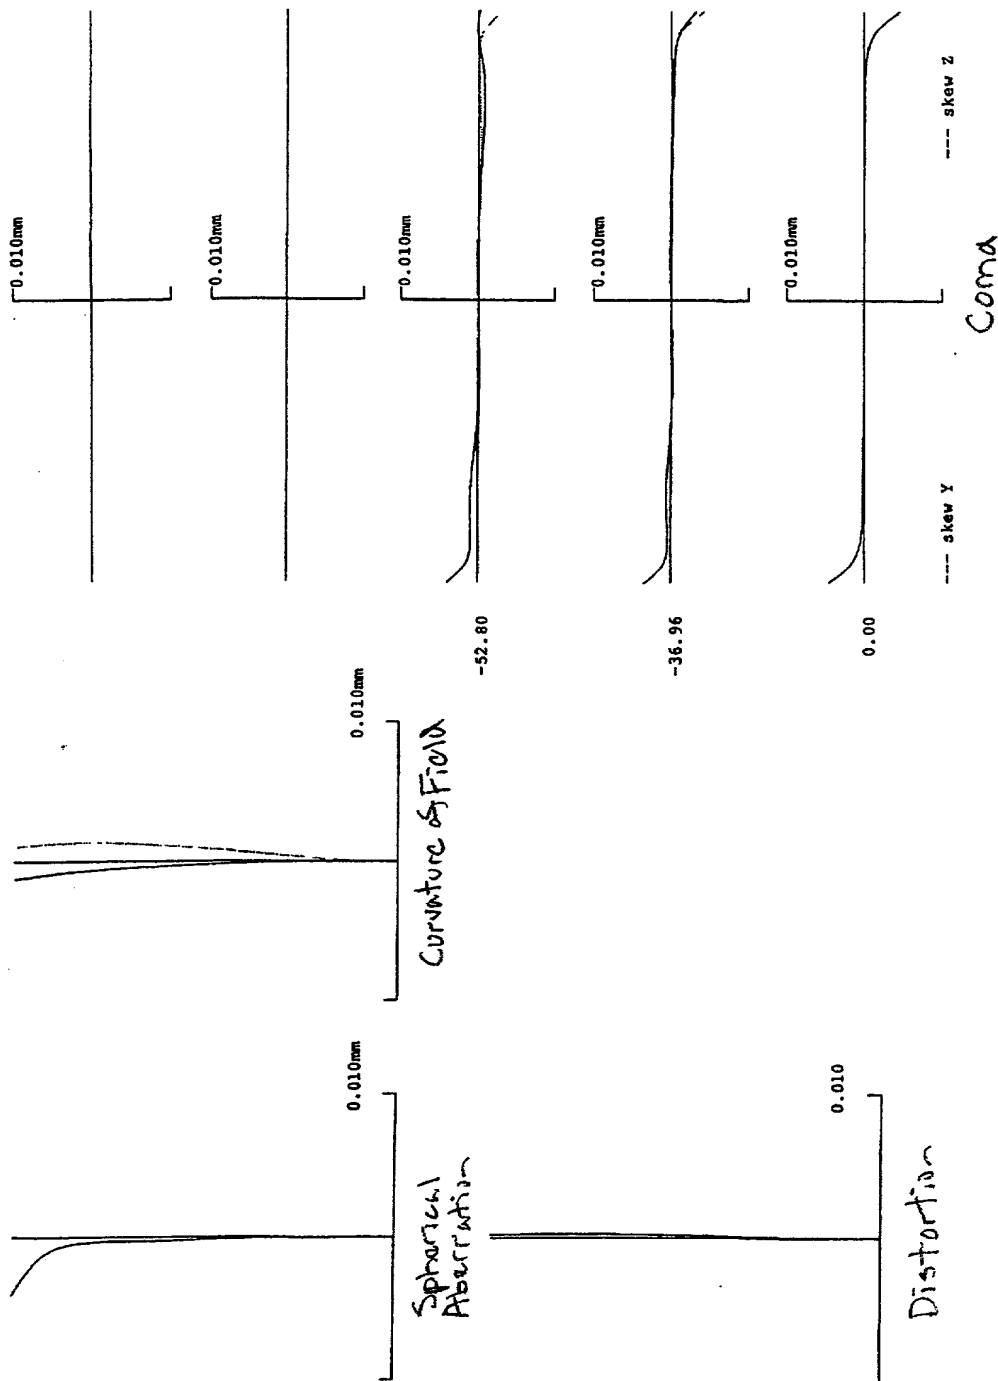 0.010mm
Spherical
Aberration
0.010
Distortion
0.010mm
Curvature of Field
0.010mm
0.010mm
-52.80
0.010mm
-36.96
0.010mm
0.00
0.010mm
--- skew Y
--- skew Z
Coma